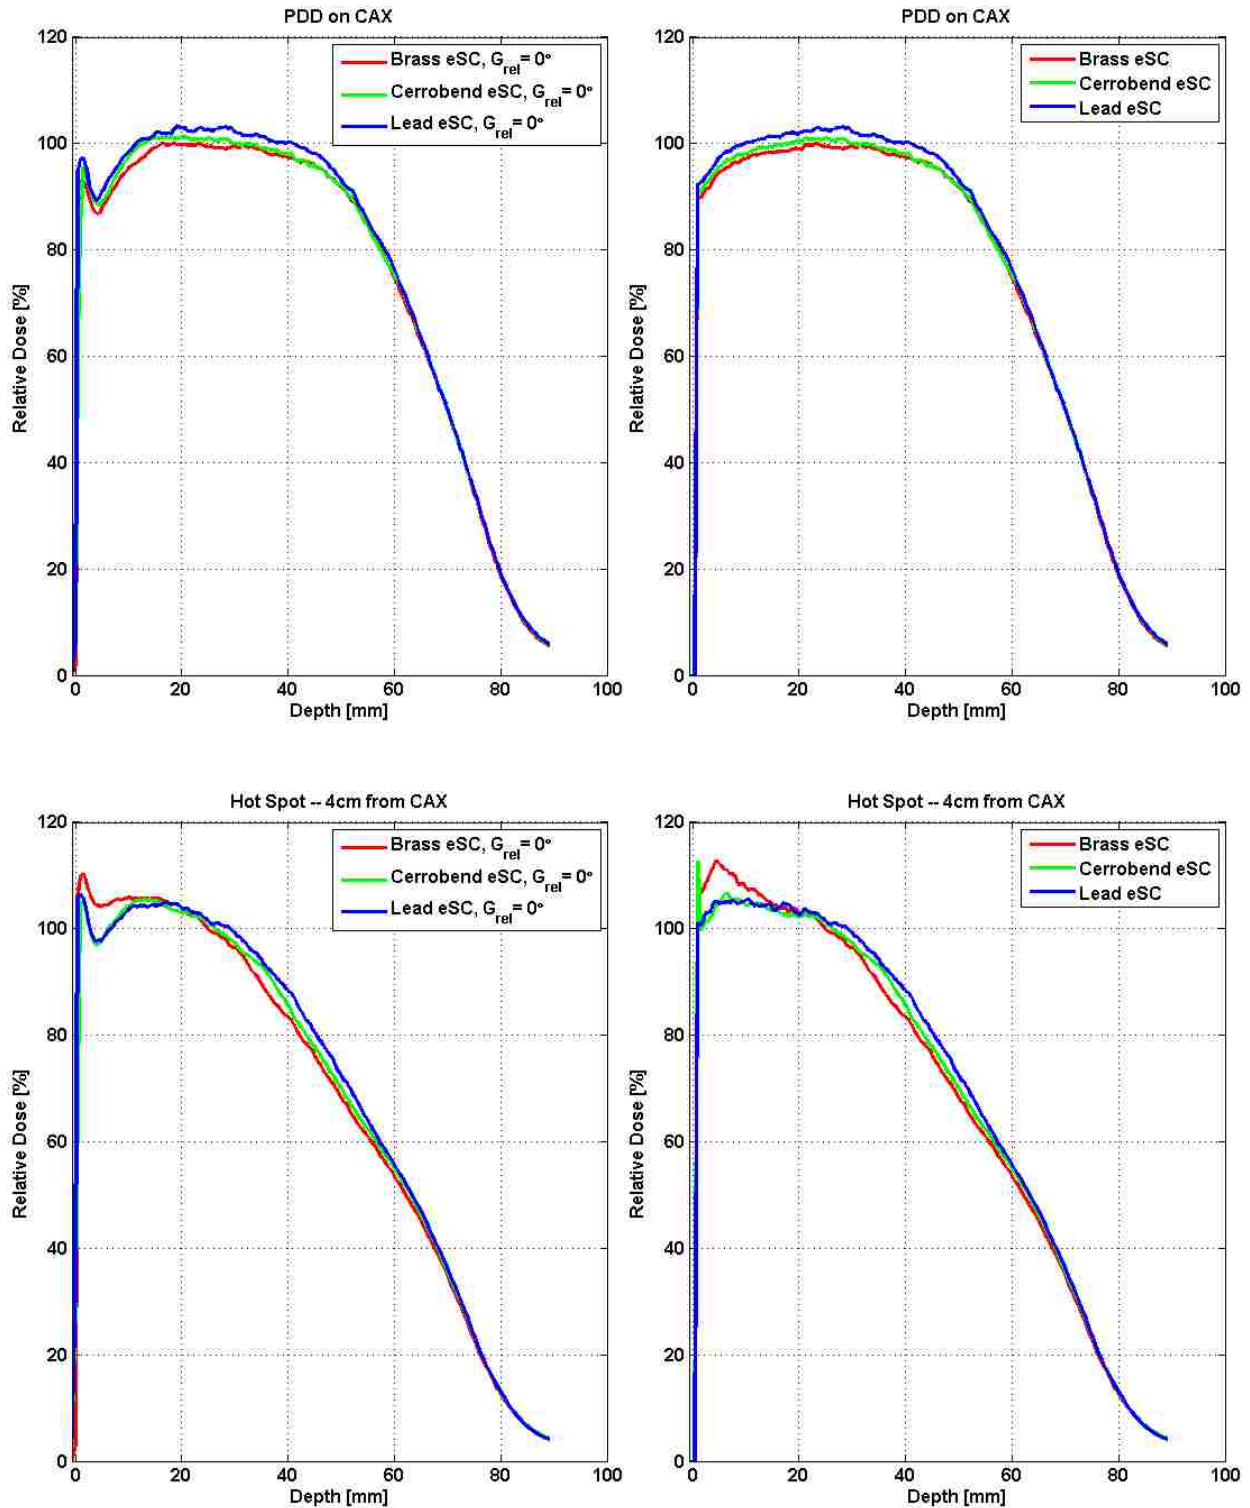 PDD on CAX
120
100
80
60
40
20
0
Relative Dose [%]
Brass eSC, Grel= 0°
Cerrobend eSC, Grel= 0°
Lead eSC, Grel= 0°
0 20 40 60 80 100
Depth [mm]
PDD on CAX
120
100
80
60
40
20
0
Relative Dose [%]
Brass eSC
Cerrobend eSC
Lead eSC
0 20 40 60 80 100
Depth [mm]
Hot Spot -- 4cm from CAX
120
100
80
60
40
20
0
Relative Dose [%]
Brass eSC, Grel= 0°
Cerrobend eSC, Grel= 0°
Lead eSC, Grel= 0°
0 20 40 60 80 100
Depth [mm]
Hot Spot -- 4cm from CAX
120
100
80
60
40
20
0
Relative Dose [%]
Brass eSC
Cerrobend eSC
Lead eSC
0 20 40 60 80 100
Depth [mm]